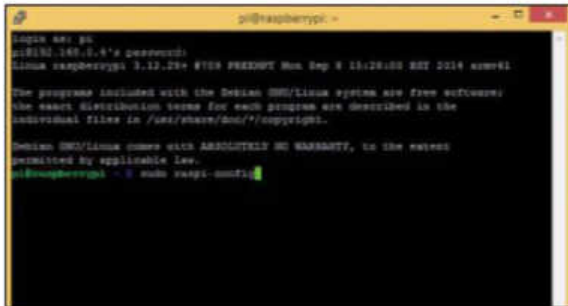 pi@raspberrypi: ~
login as: pi
pi@192.168.0.6's password:
Linux raspberrypi 3.12.28+ #709 PREEMPT Mon Sep 8 15:28:00 BST 2014 armv6l
The programs included with the Debian GNU/Linux system are free software;
the exact distribution terms for each program are described in the
individual files in /usr/share/doc/*/copyright.
Debian GNU/Linux comes with ABSOLUTELY NO WARRANTY, to the extent
permitted by applicable law.
pi@raspberrypi ~ $ sudo raspi-config